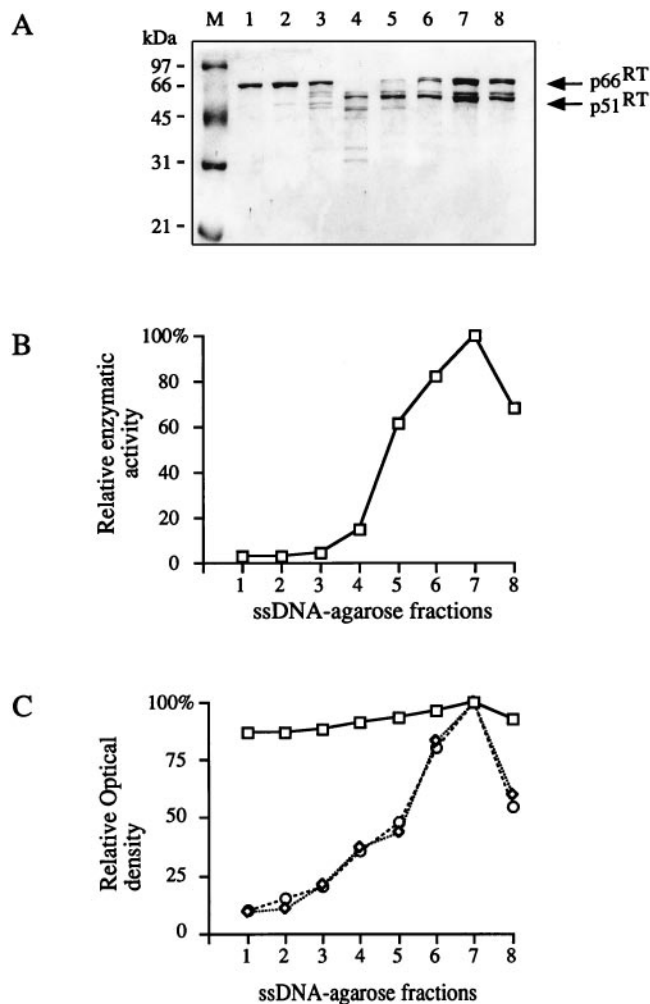 A
M 1 2 3 4 5 6 7 8
kDa
97
66
45
31
21
p66RT
p51RT
B
Relative enzymatic
activity
100%
80
60
40
20
0
1 2 3 4 5 6 7 8
ssDNA-agarose fractions
C
Relative Optical
density
100%
75
50
25
0
1 2 3 4 5 6 7 8
ssDNA-agarose fractions